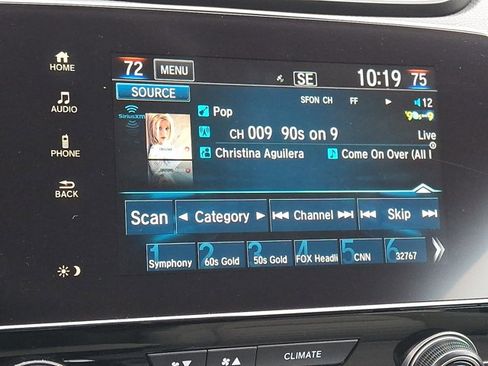 HOME
AUDIO
PHONE
BACK
72 MENU SE 10:19 75
SOURCE
SFON CH FF 12
SiriusXM
Pop
90s-9
CH 009 90s on 9 Live
Christina Aguilera Come On Over (All I
Scan Category Channel Skip
1 Symphony
2 60s Gold
3 50s Gold
4 FOX Headli
5 CNN
6 32767
CLIMATE